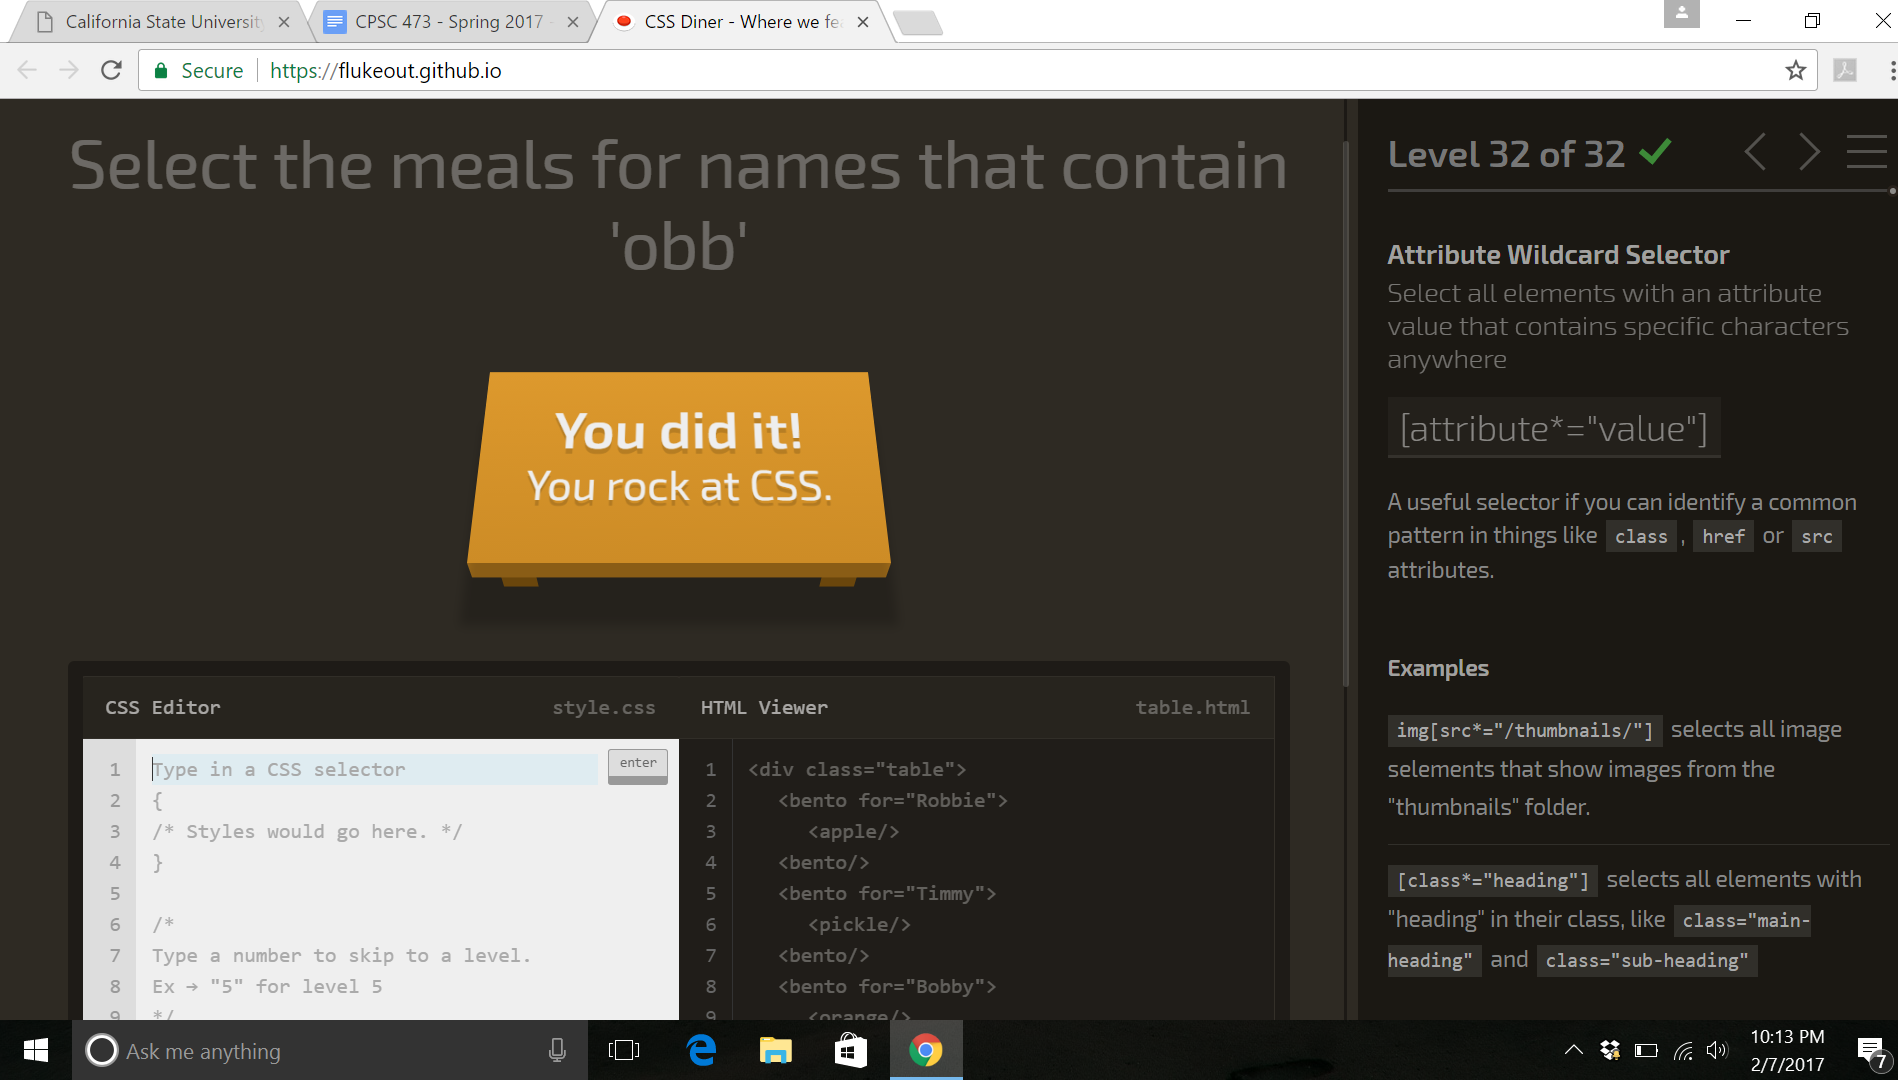 California State University
CPSC 473 - Spring 2017 -
CSS Diner - Where we fea
Secure
https://flukeout.github.io
Select the meals for names that contain
'obb'
You did it!
You rock at CSS.
CSS Editor
style.css
HTML Viewer
table.html
1
Type in a CSS selector
enter
2 {
3 /* Styles would go here. */
4 }
5
6 /*
7 Type a number to skip to a level.
8 Ex → "5" for level 5
9 */
1 <div class="table">
2 <bento for="Robbie">
3 <apple/>
4 <bento/>
5 <bento for="Timmy">
6 <pickle/>
7 <bento/>
8 <bento for="Bobby">
9 <orange/>
Level 32 of 32
Attribute Wildcard Selector
Select all elements with an attribute
value that contains specific characters
anywhere
[attribute*="value"]
A useful selector if you can identify a common
pattern in things like class , href or src
attributes.
Examples
img[src*="/thumbnails/"] selects all image
selements that show images from the
"thumbnails" folder.
[class*="heading"] selects all elements with
"heading" in their class, like class="main-
heading" and class="sub-heading"
Ask me anything
10:13 PM
2/7/2017
7